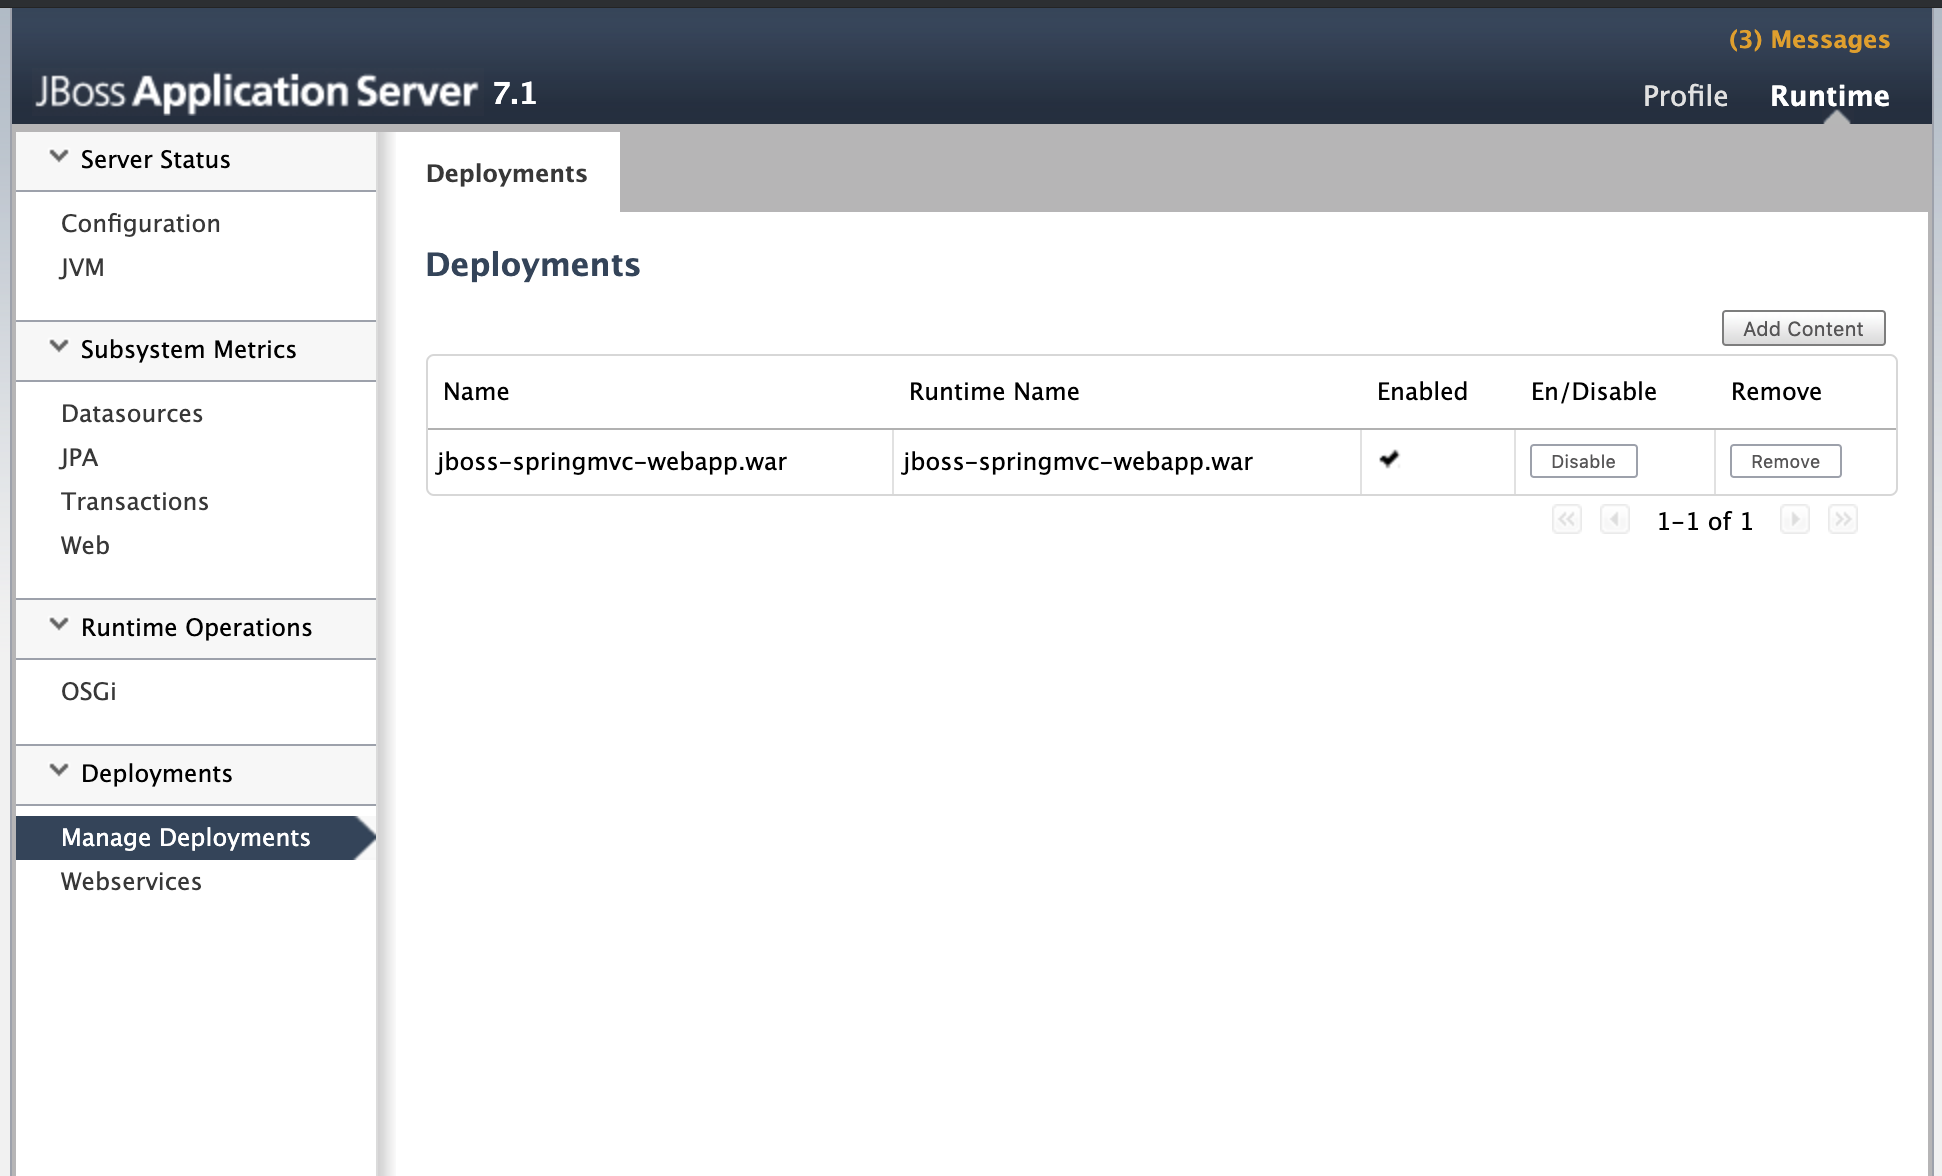 (3) Messages
JBoss Application Server 7.1
Profile Runtime
Server Status
Configuration
JVM
Subsystem Metrics
Datasources
JPA
Transactions
Web
Runtime Operations
OSGi
Deployments
Manage Deployments
Webservices
Deployments
Deployments
Add Content
Name Runtime Name Enabled En/Disable Remove
jboss-springmvc-webapp.war jboss-springmvc-webapp.war Disable Remove
1-1 of 1